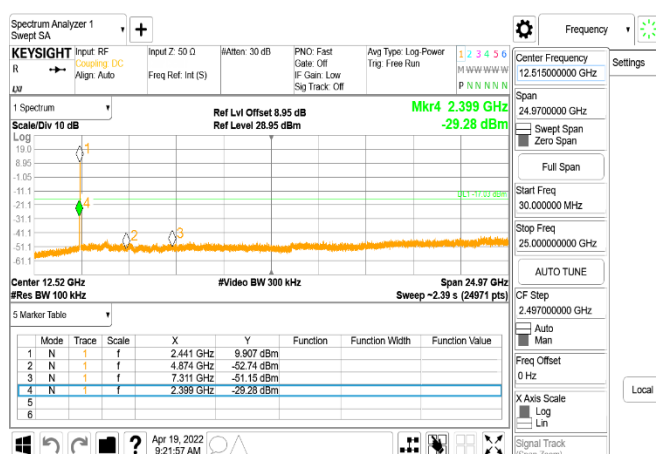 Spectrum Analyzer 1
Swept SA
Frequency
KEYSIGHT
Input: RF
Coupling: DC
Align: Auto
Input Z: 50 Ω
Freq Ref: Int (S)
#Atten: 30 dB
PNO: Fast
Gate: Off
IF Gain: Low
Sig Track: Off
Avg Type: Log-Power
Trig: Free Run
1 2 3 4 5 6
M W W W W W
P N N N N N
R
LXI
1 Spectrum
Scale/Div 10 dB
Ref Lvl Offset 8.95 dB
Ref Level 28.95 dBm
Mkr4 2.399 GHz
-29.28 dBm
Log
19.0
8.95
-1.05
-11.1
-21.1
-31.1
-41.1
-51.1
-61.1
1
4
2
3
Center 12.52 GHz
#Res BW 100 kHz
#Video BW 300 kHz
Span 24.97 GHz
Sweep ~2.39 s (24971 pts)
5 Marker Table
Mode Trace Scale X Y Function Function Width Function Value
1 N 1 f 2.441 GHz 9.907 dBm
2 N 1 f 4.874 GHz -52.74 dBm
3 N 1 f 7.311 GHz -51.15 dBm
4 N 1 f 2.399 GHz -29.28 dBm
5
6
?
Apr 19, 2022
9:21:57 AM
Center Frequency
12.515000000 GHz
Span
24.9700000 GHz
Swept Span
Zero Span
Full Span
Start Freq
30.000000 MHz
Stop Freq
25.000000000 GHz
AUTO TUNE
CF Step
2.497000000 GHz
Auto
Man
Freq Offset
0 Hz
X Axis Scale
Log
Lin
Signal Track
(Span Zoom)
Settings
Local